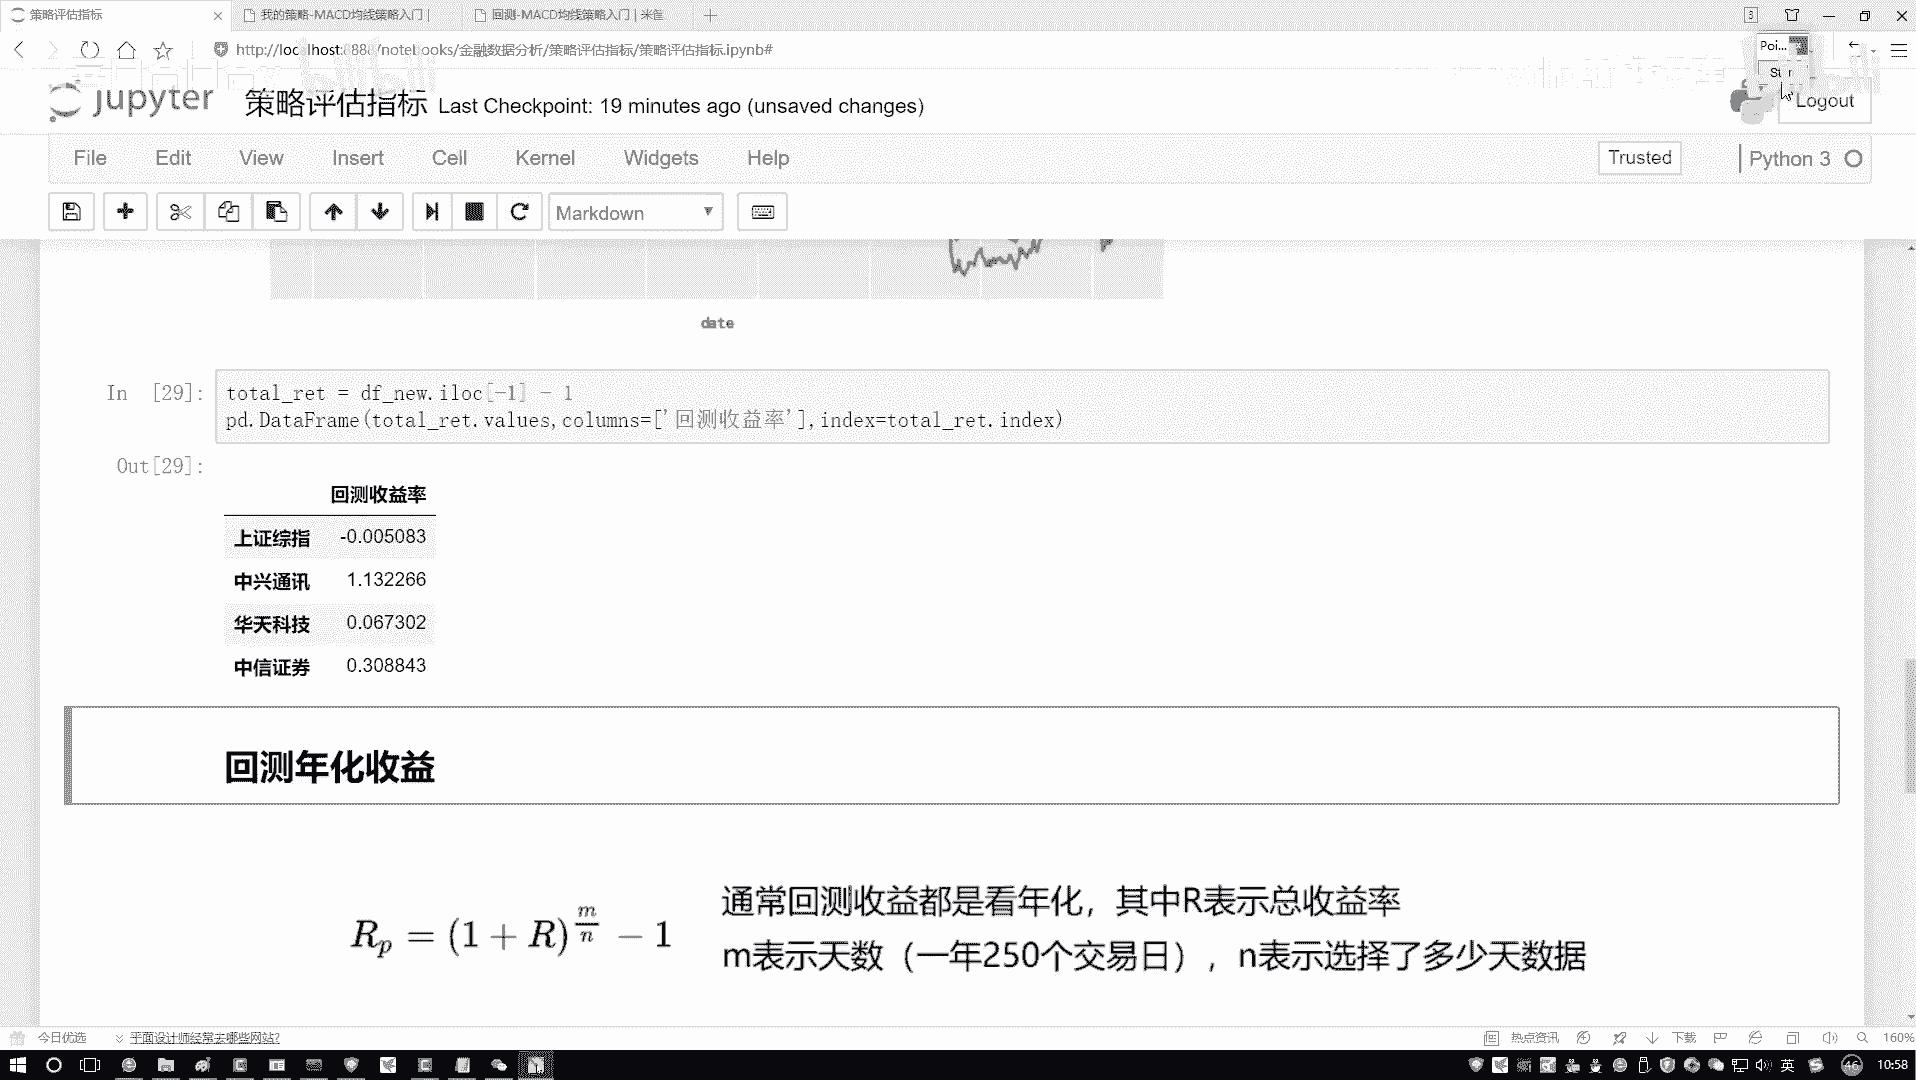 策略评估指标
我的策略-MACD均线策略入门 |
回测-MACD均线策略入门 | 米筐
http://localhost:8888/notebooks/金融数据分析/策略评估指标/策略评估指标.ipynb#
Poi...
jupyter 策略评估指标 Last Checkpoint: 19 minutes ago (unsaved changes)
Logout
File Edit View Insert Cell Kernel Widgets Help
Trusted
Python 3
Markdown
date
In [29]:
total_ret = df_new.iloc[-1] - 1
pd.DataFrame(total_ret.values,columns=['回测收益率'],index=total_ret.index)
Out[29]:
回测收益率
上证综指 -0.005083
中兴通讯 1.132266
华天科技 0.067302
中信证券 0.308843
回测年化收益
Rp = (1 + R)^(m/n) − 1
通常回测收益都是看年化，其中R表示总收益率
m表示天数（一年250个交易日），n表示选择了多少天数据
今日优选
平面设计师经常去哪些网站?
热点资讯
下载
160%
英
46
10:58